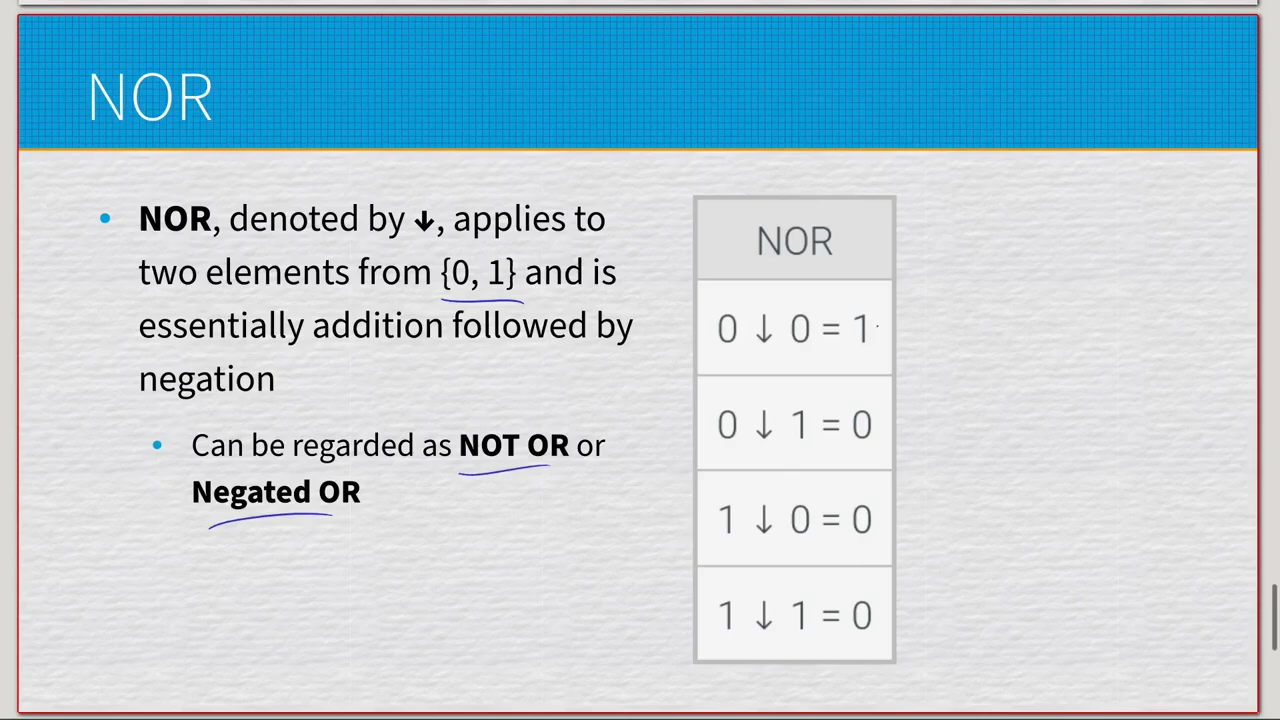 NOR
• NOR, denoted by ↓, applies to
two elements from {0, 1} and is
essentially addition followed by
negation
• Can be regarded as NOT OR or
Negated OR
NOR
0 ↓ 0 = 1
0 ↓ 1 = 0
1 ↓ 0 = 0
1 ↓ 1 = 0